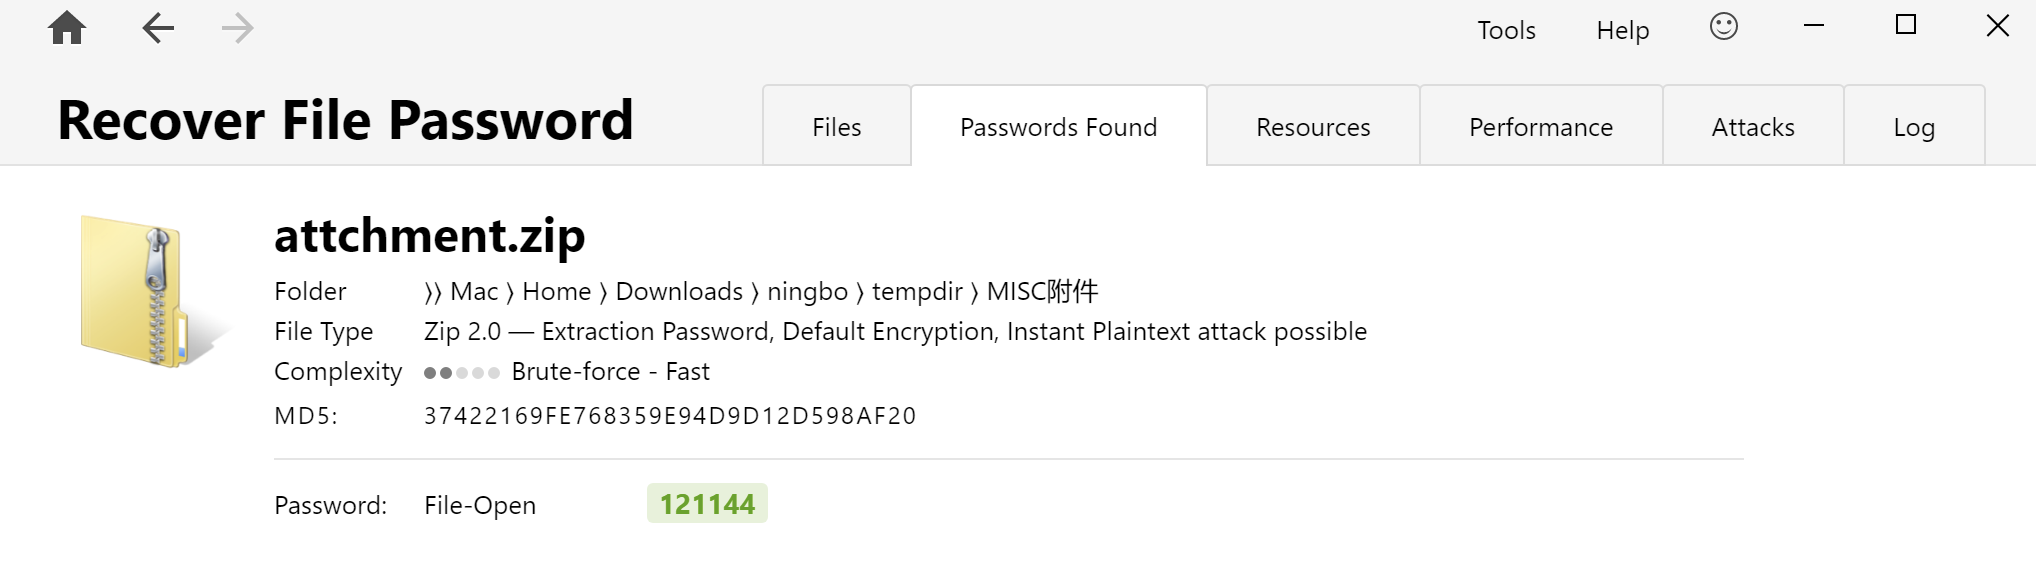 Tools Help
Recover File Password
Files Passwords Found Resources Performance Attacks Log
attchment.zip
Folder ⟩⟩ Mac ⟩ Home ⟩ Downloads ⟩ ningbo ⟩ tempdir ⟩ MISC附件
File Type Zip 2.0 — Extraction Password, Default Encryption, Instant Plaintext attack possible
Complexity Brute-force - Fast
MD5: 37422169FE768359E94D9D12D598AF20
Password: File-Open 121144